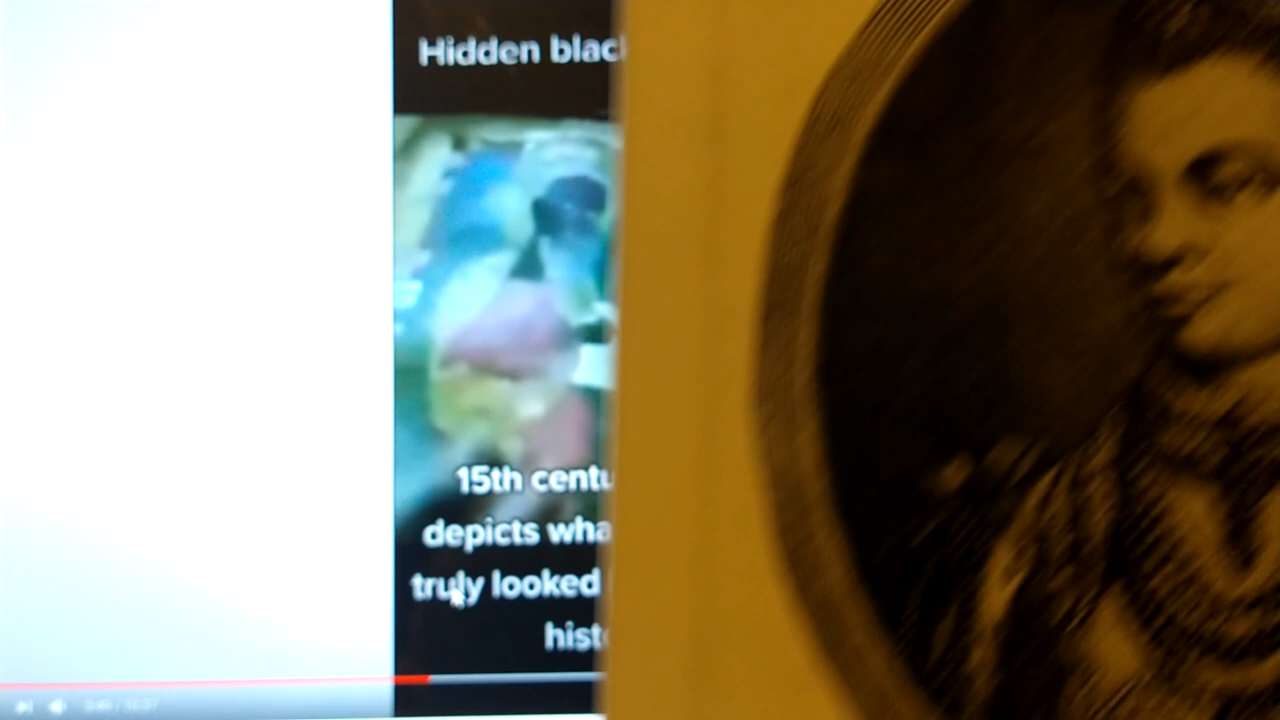 Hidden blac
15th centu
depicts wha
truly looked
hist